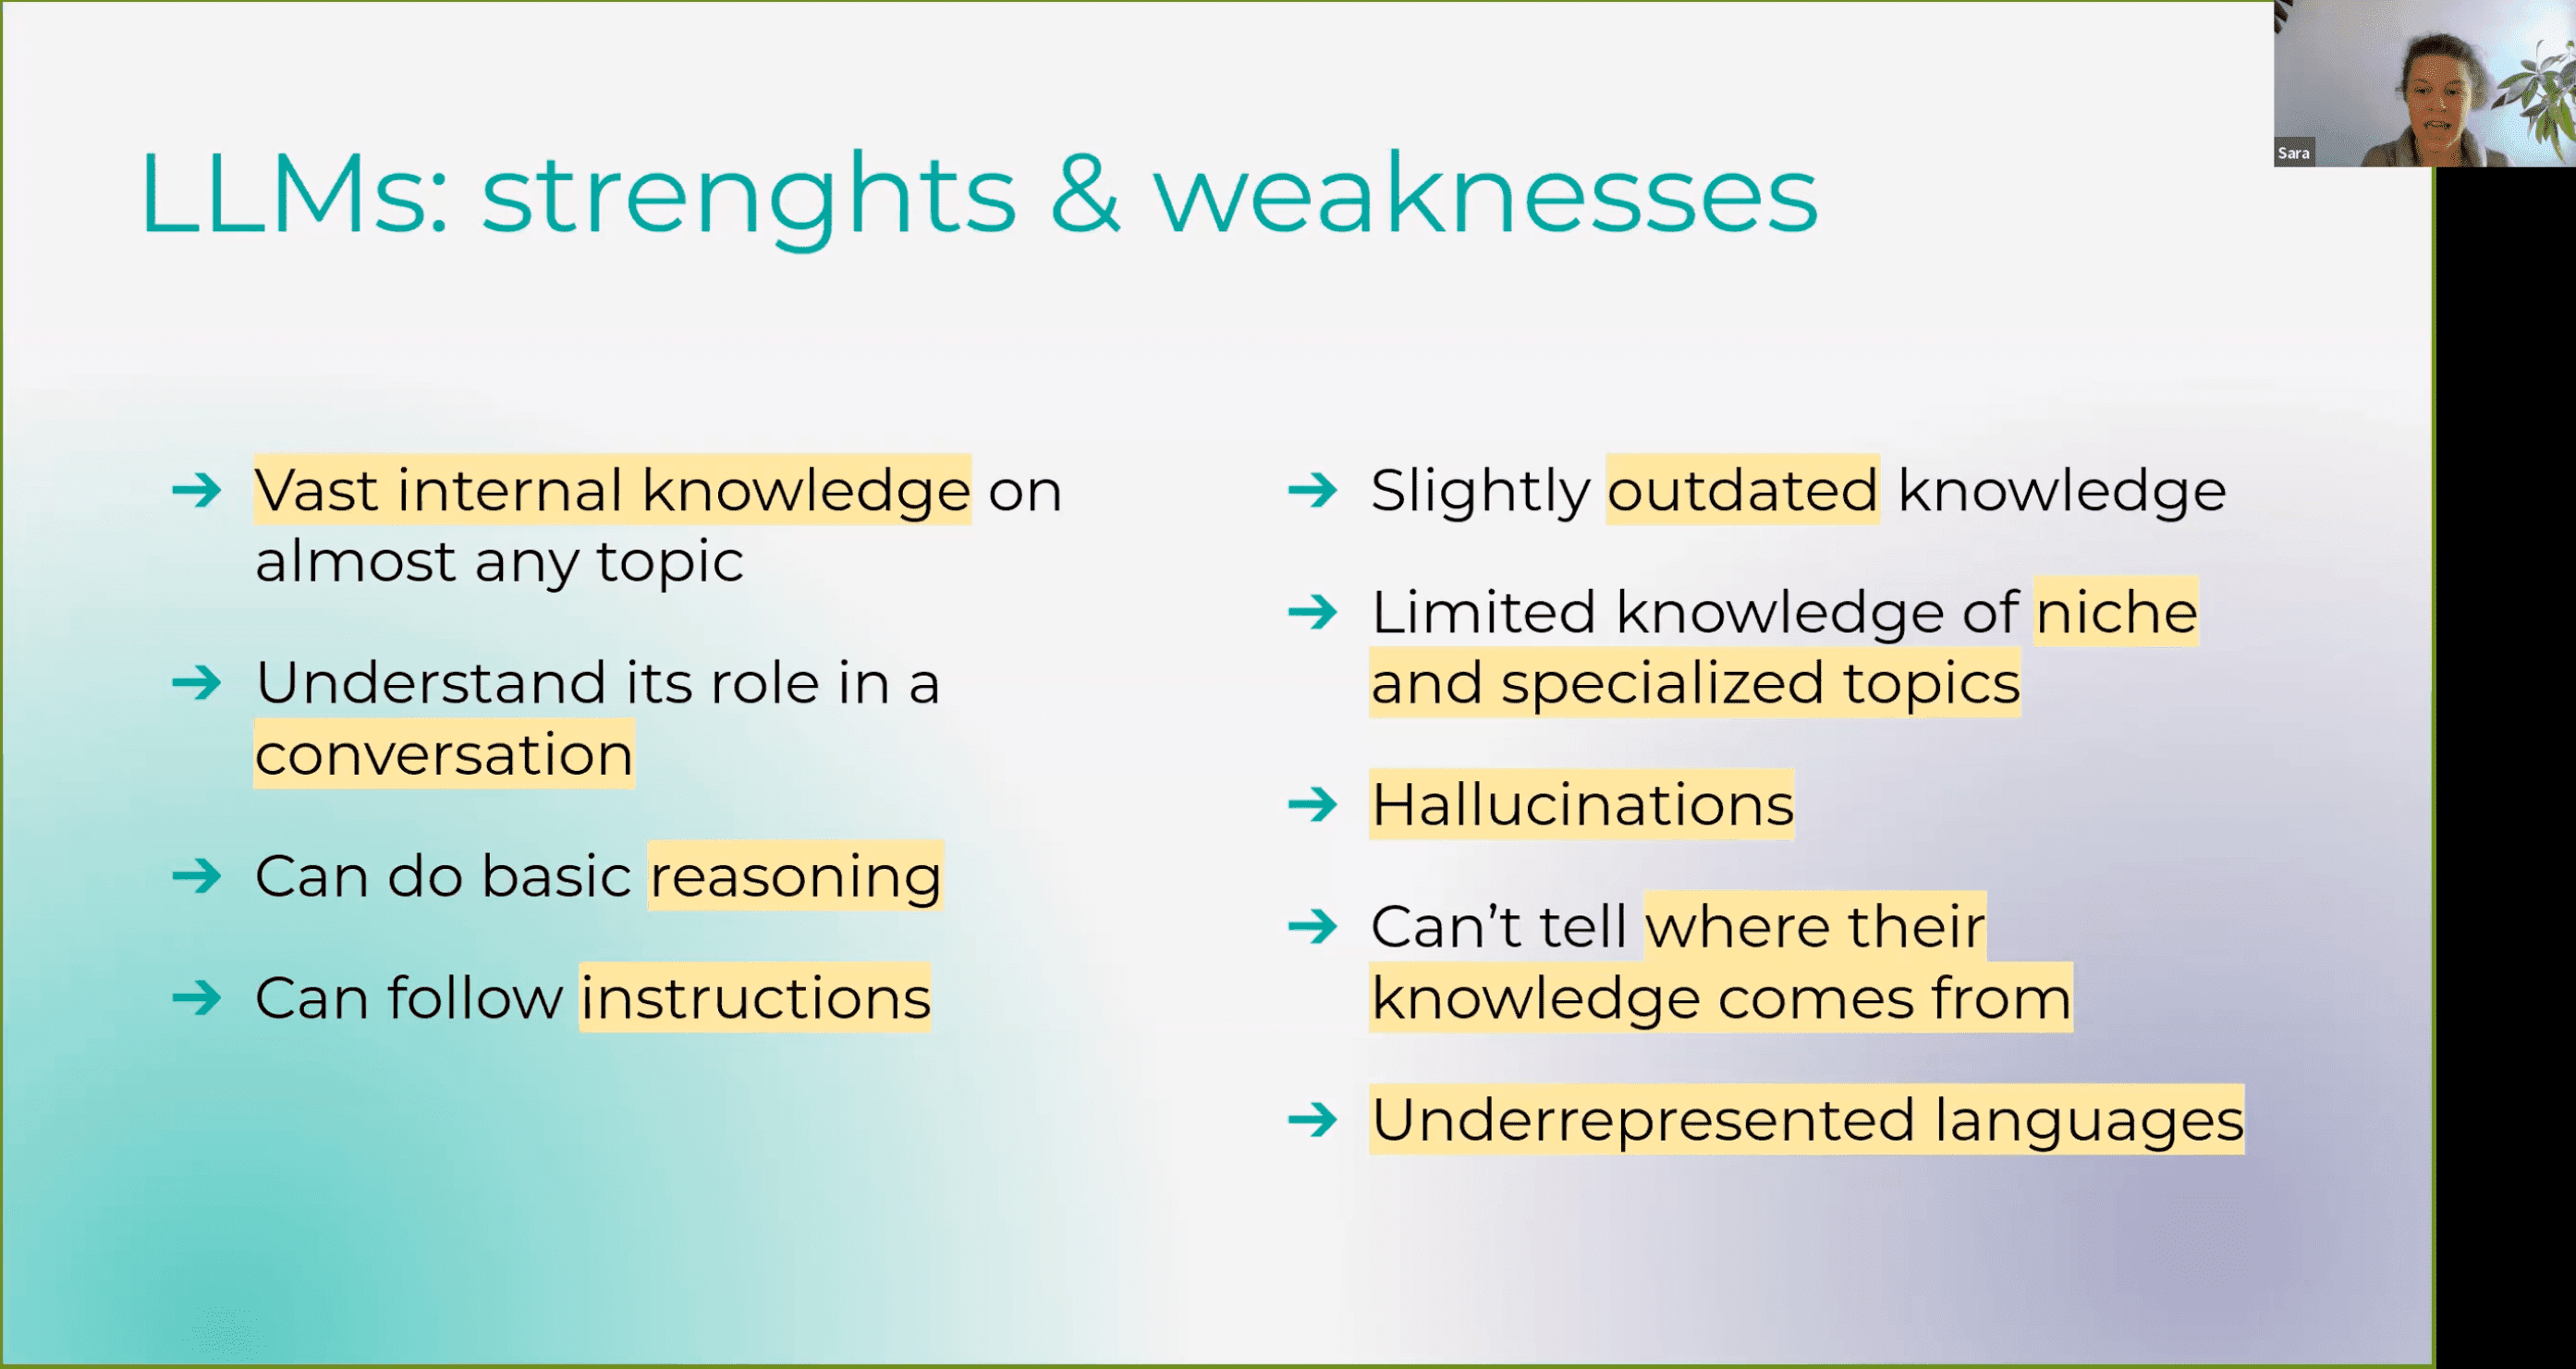 LLMs: strenghts & weaknesses
➔ Vast internal knowledge on
almost any topic
➔ Understand its role in a
conversation
➔ Can do basic reasoning
➔ Can follow instructions
➔ Slightly outdated knowledge
➔ Limited knowledge of niche
and specialized topics
➔ Hallucinations
➔ Can’t tell where their
knowledge comes from
➔ Underrepresented languages
Sara